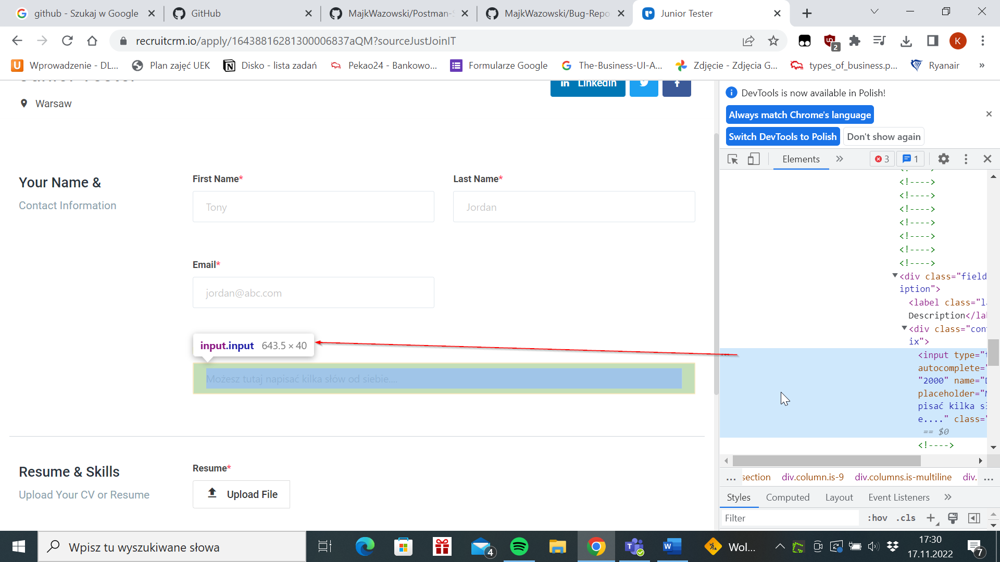 github - Szukaj w Google
GitHub
MajkWazowski/Postman-
MajkWazowski/Bug-Repo
Junior Tester
recruitcrm.io/apply/16438816281300006837aQM?sourceJustJoinIT
2
K
Wprowadzenie - DL...
Plan zajęć UEK
Disko - lista zadań
Pekao24 - Bankowo...
Formularze Google
The-Business-UI-A...
Zdjęcie - Zdjęcia G...
types_of_business.p...
Ryanair
»
Junior Tester
LinkedIn
Warsaw
DevTools is now available in Polish!
Always match Chrome's language
Switch DevTools to Polish
Don't show again
Elements
»
3
1
Your Name &
Contact Information
First Name*
Tony
Last Name*
Jordan
Email*
jordan@abc.com
input.input 643.5 × 40
Możesz tutaj napisać kilka słów od siebie....
Resume & Skills
Upload Your CV or Resume
Resume*
Upload File
<!---->
<!---->
<!---->
<!---->
<!---->
<!---->
<!---->
<div class="field
iption">
<label class="la
Description</lab
<div class="con
ix">
<input type="t
autocomplete="
"2000" name="D
placeholder="M
pisać kilka sł
e...." class="
== $0
<!---->
...
section
div.column.is-9
div.columns.is-multiline
div.
...
Styles
Computed
Layout
Event Listeners
»
Filter
:hov
.cls
Wpisz tu wyszukiwane słowa
4
Wol...
17:30
17.11.2022
7